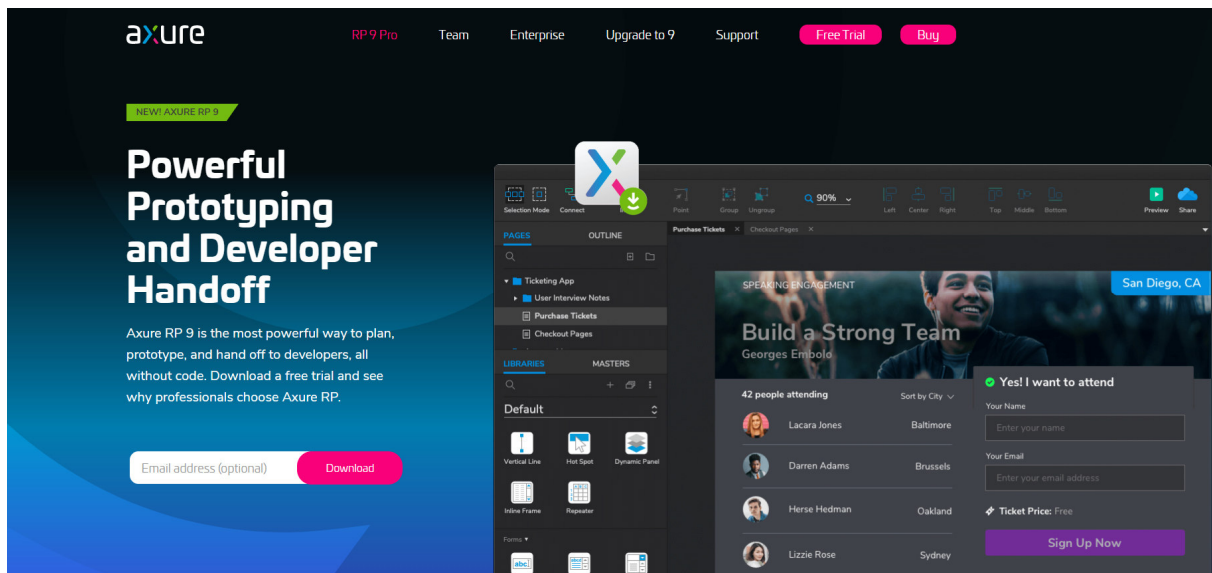 axure
RP 9 Pro
Team
Enterprise
Upgrade to 9
Support
Free Trial
Buy
NEW! AXURE RP 9
Powerful
Prototyping
and Developer
Handoff
Axure RP 9 is the most powerful way to plan,
prototype, and hand off to developers, all
without code. Download a free trial and see
why professionals choose Axure RP.
Email address (optional)
Download
Selection Mode
Connect
Point
Group
Ungroup
90%
Left
Center
Right
Top
Middle
Bottom
Preview
Share
PAGES
OUTLINE
Ticketing App
User Interview Notes
Purchase Tickets
Checkout Pages
LIBRARIES
MASTERS
Default
Vertical Line
Hot Spot
Dynamic Panel
Inline Frame
Repeater
Forms
abc
Purchase Tickets
Checkout Pages
SPEAKING ENGAGEMENT
San Diego, CA
Build a Strong Team
Georges Embolo
42 people attending
Sort by City
Lacara Jones
Baltimore
Darren Adams
Brussels
Herse Hedman
Oakland
Lizzie Rose
Sydney
Yes! I want to attend
Your Name
Enter your name
Your Email
Enter your email address
Ticket Price: Free
Sign Up Now